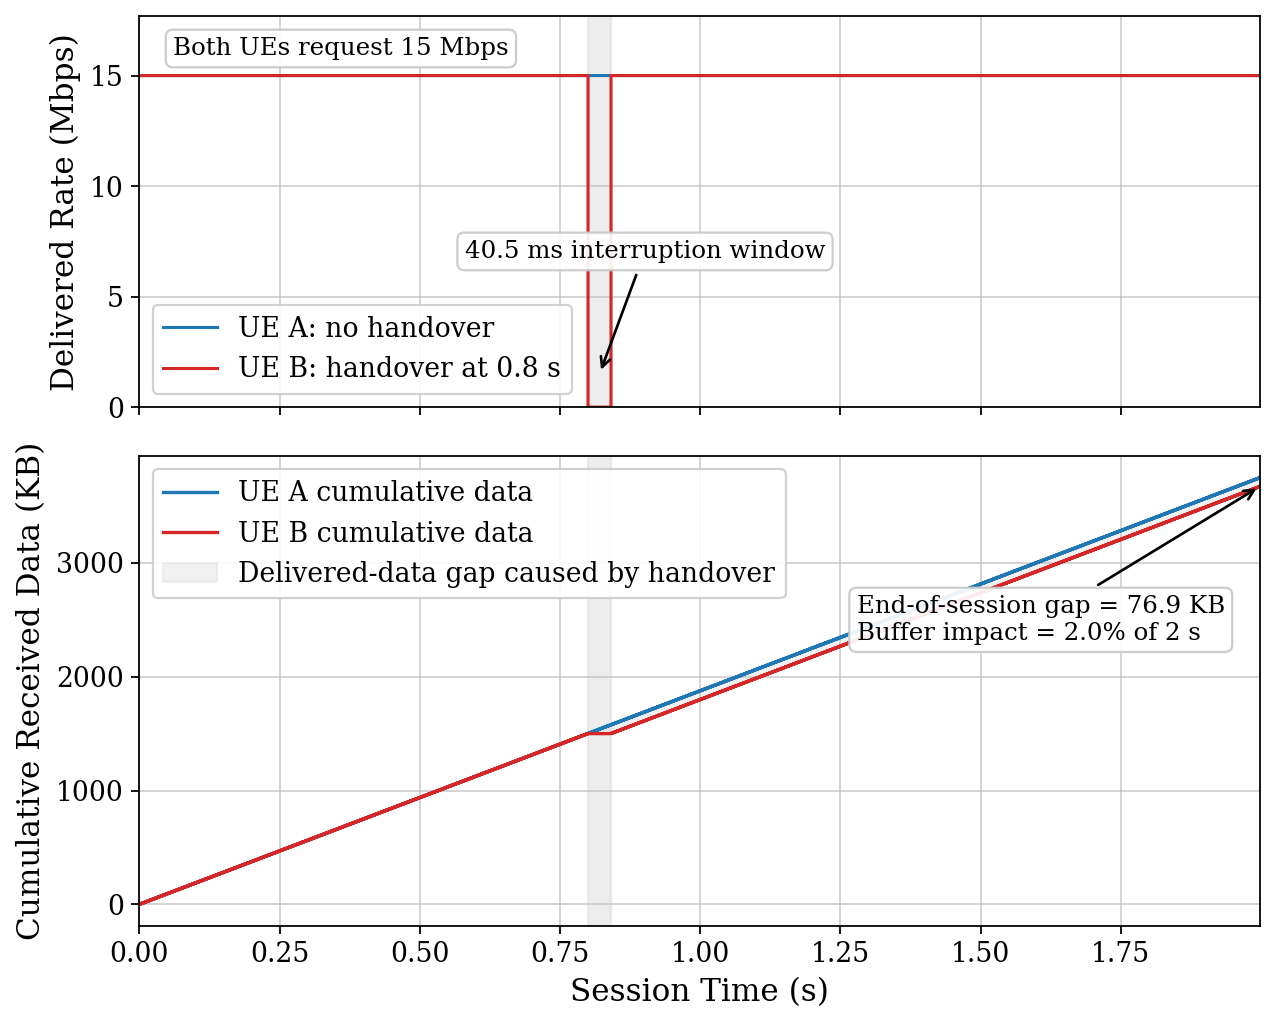 Delivered Rate (Mbps)
15
10
5
0
Both UEs request 15 Mbps
40.5 ms interruption window
UE A: no handover
UE B: handover at 0.8 s
Cumulative Received Data (KB)
3000
2000
1000
0
UE A cumulative data
UE B cumulative data
Delivered-data gap caused by handover
End-of-session gap = 76.9 KB
Buffer impact = 2.0% of 2 s
0.00 0.25 0.50 0.75 1.00 1.25 1.50 1.75
Session Time (s)